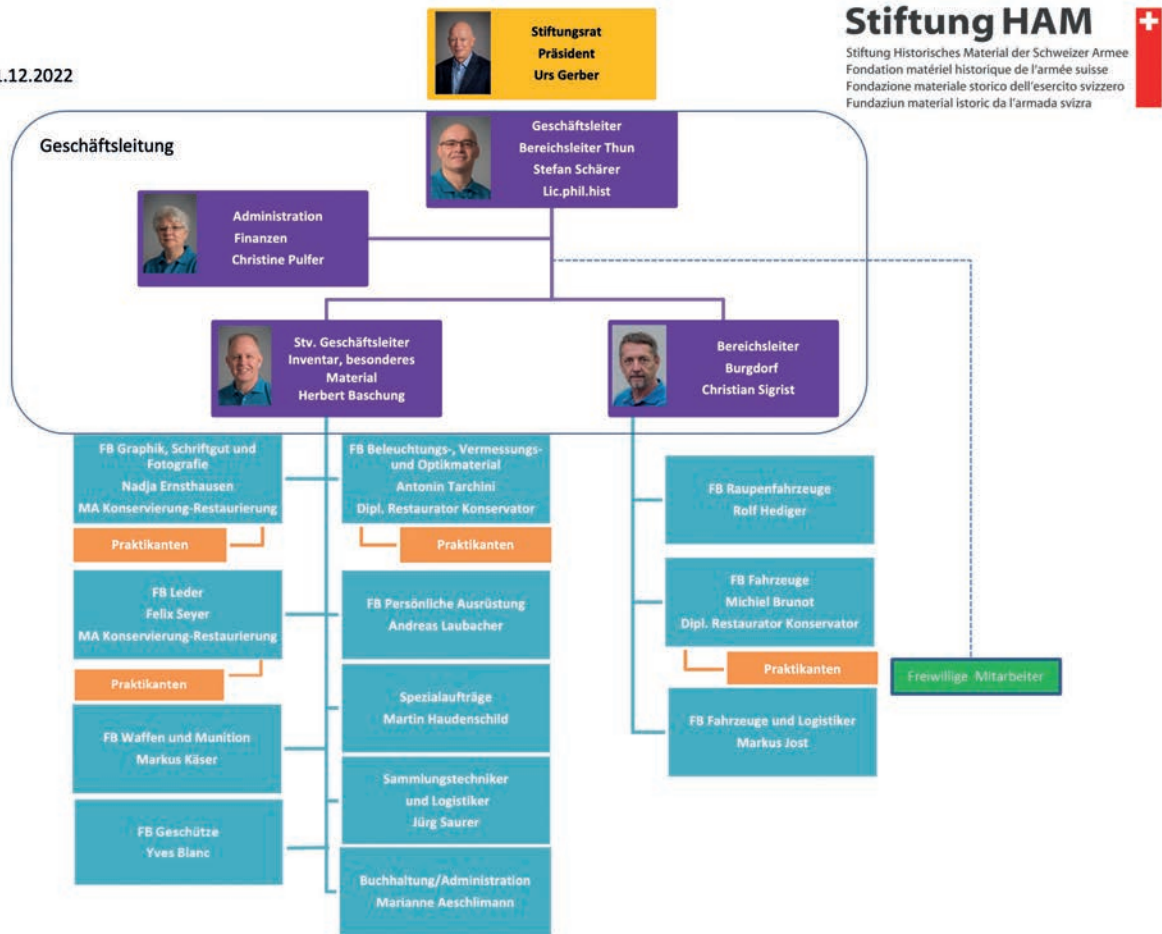 Stiftung HAM
Stiftung Historisches Material der Schweizer Armee
Fondation matériel historique de l'armée suisse
Fondazione materiale storico dell'esercito svizzero
Fundaziun material istoric da l'armada svizra
.12.2022
Stiftungsrat
Präsident
Urs Gerber
Geschäftsleitung
Geschäftsleiter
Bereichsleiter Thun
Stefan Schärer
Lic.phil.hist
Administration
Finanzen
Christine Pulfer
Stv. Geschäftsleiter
Inventar, besonderes
Material
Herbert Baschung
Bereichsleiter
Burgdorf
Christian Sigrist
FB Graphik, Schriftgut und
Fotografie
Nadja Ernsthausen
MA Konservierung-Restaurierung
Praktikanten
FB Leder
Felix Seyer
MA Konservierung-Restaurierung
Praktikanten
FB Waffen und Munition
Markus Käser
FB Geschütze
Yves Blanc
FB Beleuchtungs-, Vermessungs-
und Optikmaterial
Antonin Tarchini
Dipl. Restaurator Konservator
Praktikanten
FB Persönliche Ausrüstung
Andreas Laubacher
Spezialaufträge
Martin Haudenschild
Sammlungstechniker
und Logistiker
Jürg Saurer
Buchhaltung/Administration
Marianne Aeschlimann
FB Raupenfahrzeuge
Rolf Hediger
FB Fahrzeuge
Michiel Brunot
Dipl. Restaurator Konservator
Praktikanten
FB Fahrzeuge und Logistiker
Markus Jost
Freiwillige Mitarbeiter